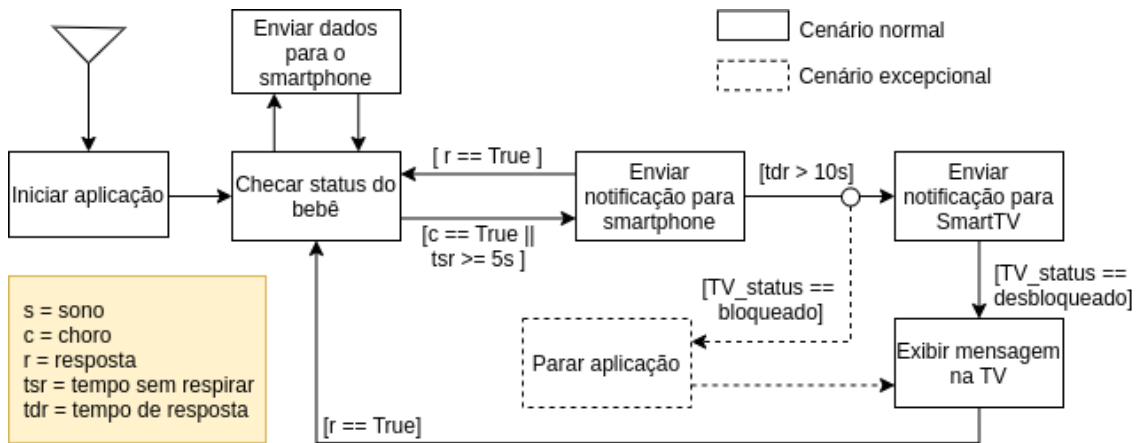 Enviar dados
para o
smartphone
Cenário normal
Cenário excepcional
Iniciar aplicação
Checar status do
bebê
[ r == True ]
[c == True ||
tsr >= 5s ]
Enviar
notificação para
smartphone
[tdr > 10s]
Enviar
notificação para
SmartTV
[TV_status ==
bloqueado]
[TV_status ==
desbloqueado]
s = sono
c = choro
r = resposta
tsr = tempo sem respirar
tdr = tempo de resposta
Parar aplicação
Exibir mensagem
na TV
[r == True]